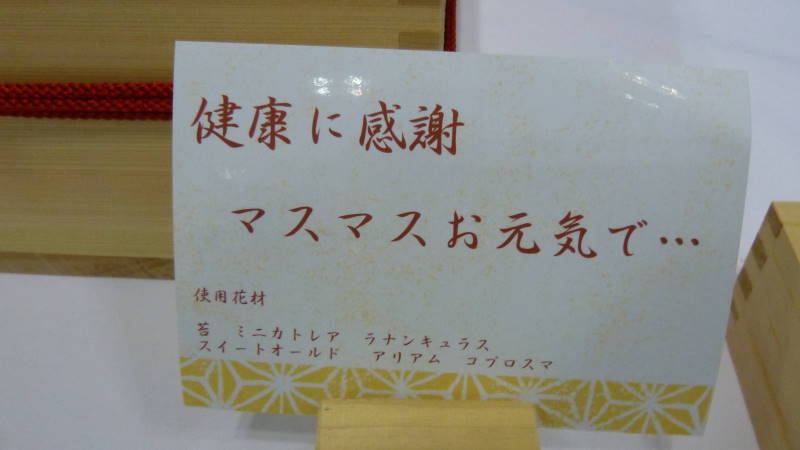 健康に感謝
マスマスお元気で…
使用花材
苔　ミニカトレア　ラナンキュラス
スイートオールド　アリアム　コプロスマ